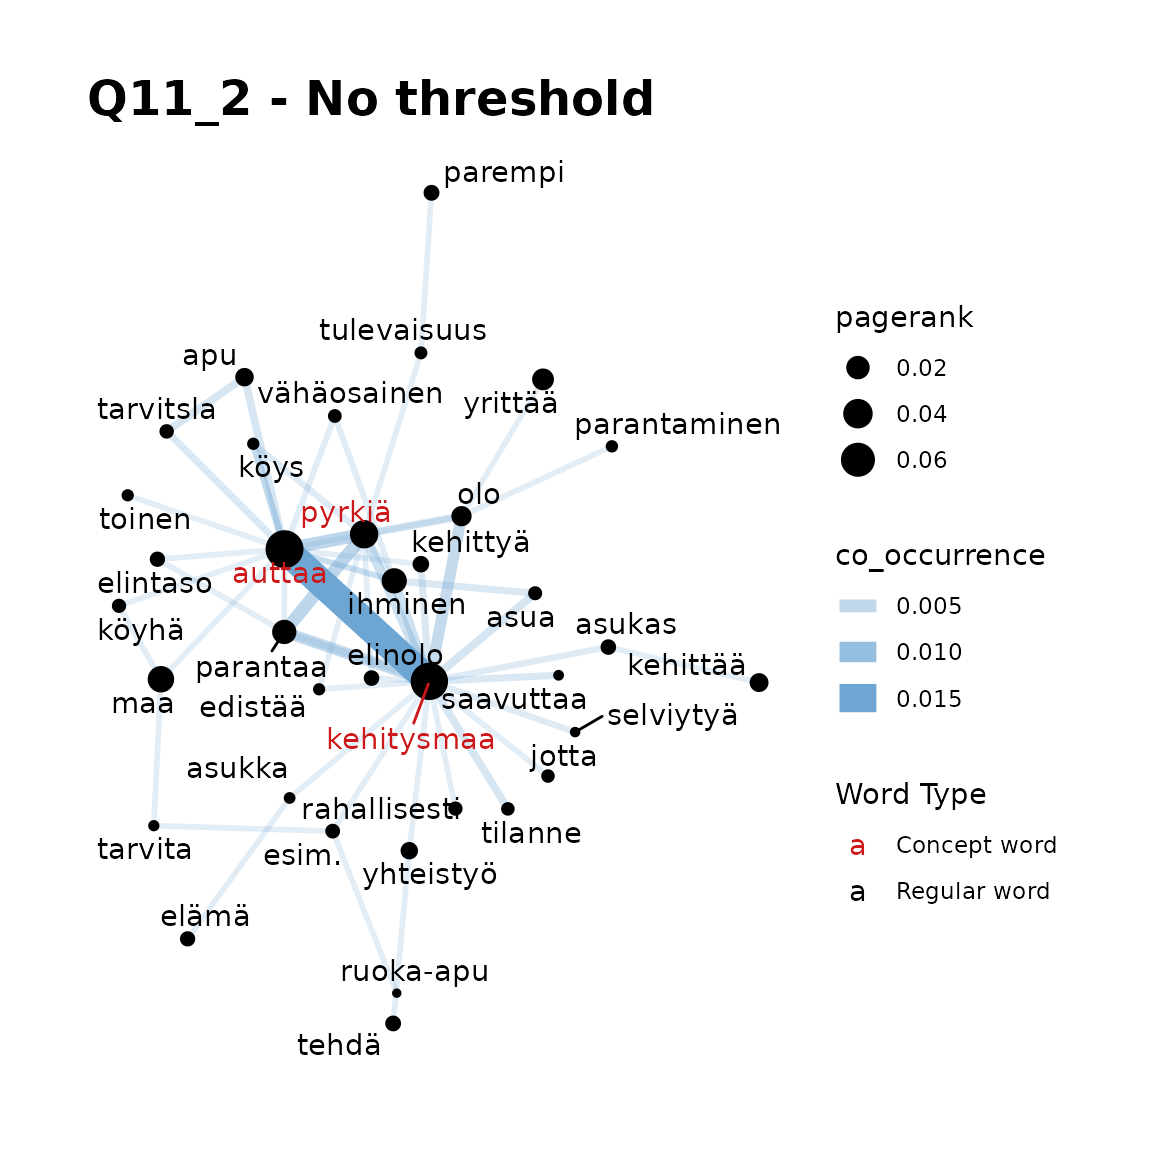 Q11_2 - No threshold
parempi
tulevaisuus
apu
vähäosainen
yrittää
tarvitsla
parantaminen
köys
olo
toinen
pyrkiä
kehittyä
elintaso
auttaa
ihminen
asua
köyhä
asukas
elinolo
kehittää
parantaa
maa
edistää
saavuttaa
selviytyä
kehitysmaa
jotta
asukka
rahallisesti
tilanne
tarvita
esim.
yhteistyö
elämä
ruoka-apu
tehdä
pagerank
0.02
0.04
0.06
co_occurrence
0.005
0.010
0.015
Word Type
a Concept word
a Regular word